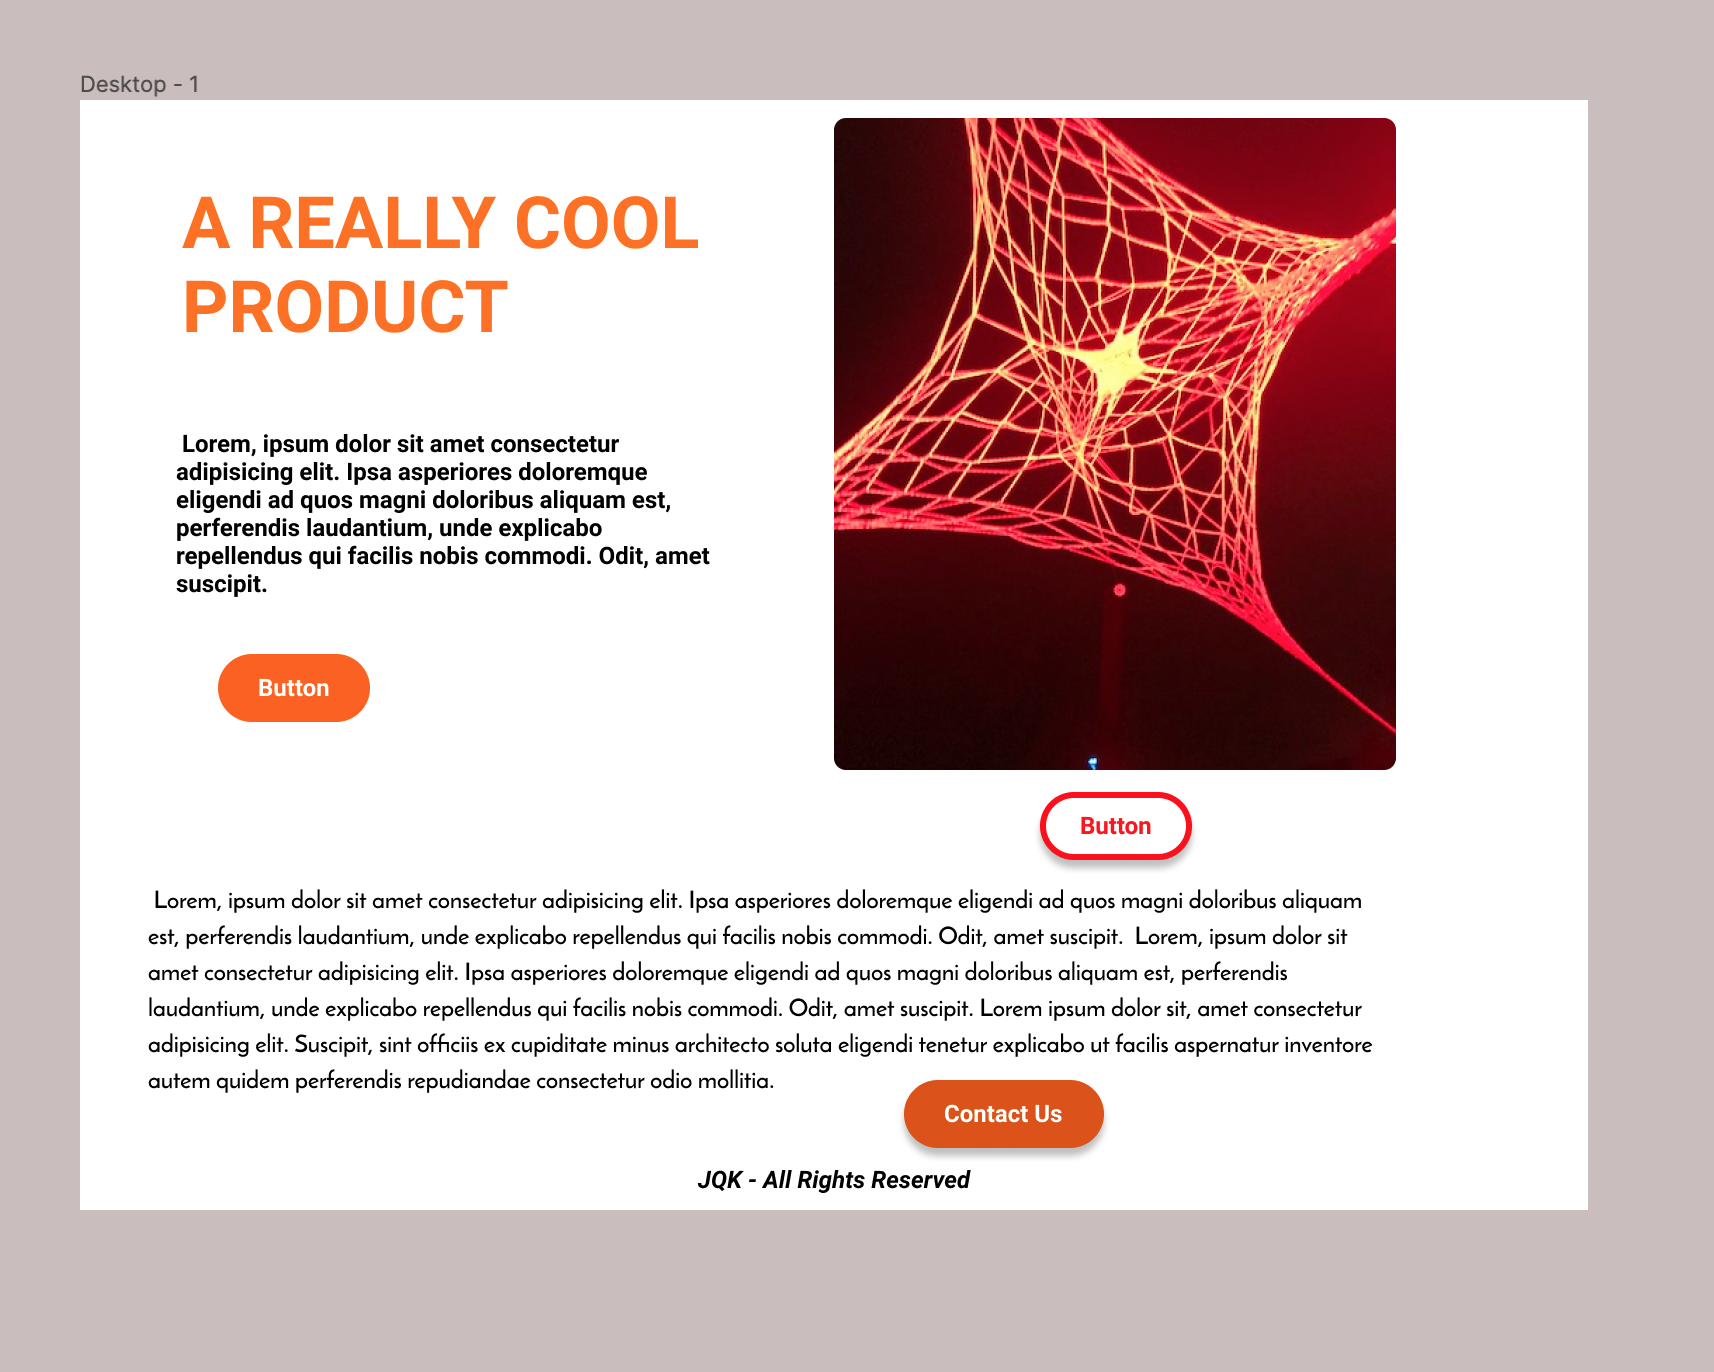 Desktop - 1
A REALLY COOL
PRODUCT
Lorem, ipsum dolor sit amet consectetur
adipisicing elit. Ipsa asperiores doloremque
eligendi ad quos magni doloribus aliquam est,
perferendis laudantium, unde explicabo
repellendus qui facilis nobis commodi. Odit, amet
suscipit.
Button
Button
Lorem, ipsum dolor sit amet consectetur adipisicing elit. Ipsa asperiores doloremque eligendi ad quos magni doloribus aliquam
est, perferendis laudantium, unde explicabo repellendus qui facilis nobis commodi. Odit, amet suscipit.  Lorem, ipsum dolor sit
amet consectetur adipisicing elit. Ipsa asperiores doloremque eligendi ad quos magni doloribus aliquam est, perferendis
laudantium, unde explicabo repellendus qui facilis nobis commodi. Odit, amet suscipit. Lorem ipsum dolor sit, amet consectetur
adipisicing elit. Suscipit, sint officiis ex cupiditate minus architecto soluta eligendi tenetur explicabo ut facilis aspernatur inventore
autem quidem perferendis repudiandae consectetur odio mollitia.
Contact Us
JQK - All Rights Reserved